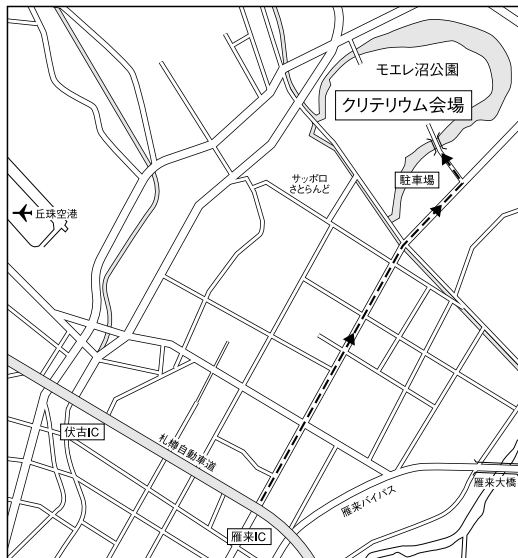 モエレ沼公園
クリテリウム会場
サッポロ
さとらんど
駐車場
丘珠空港
伏古IC
札樽自動車道
雁来バイパス
雁来大橋
雁来IC